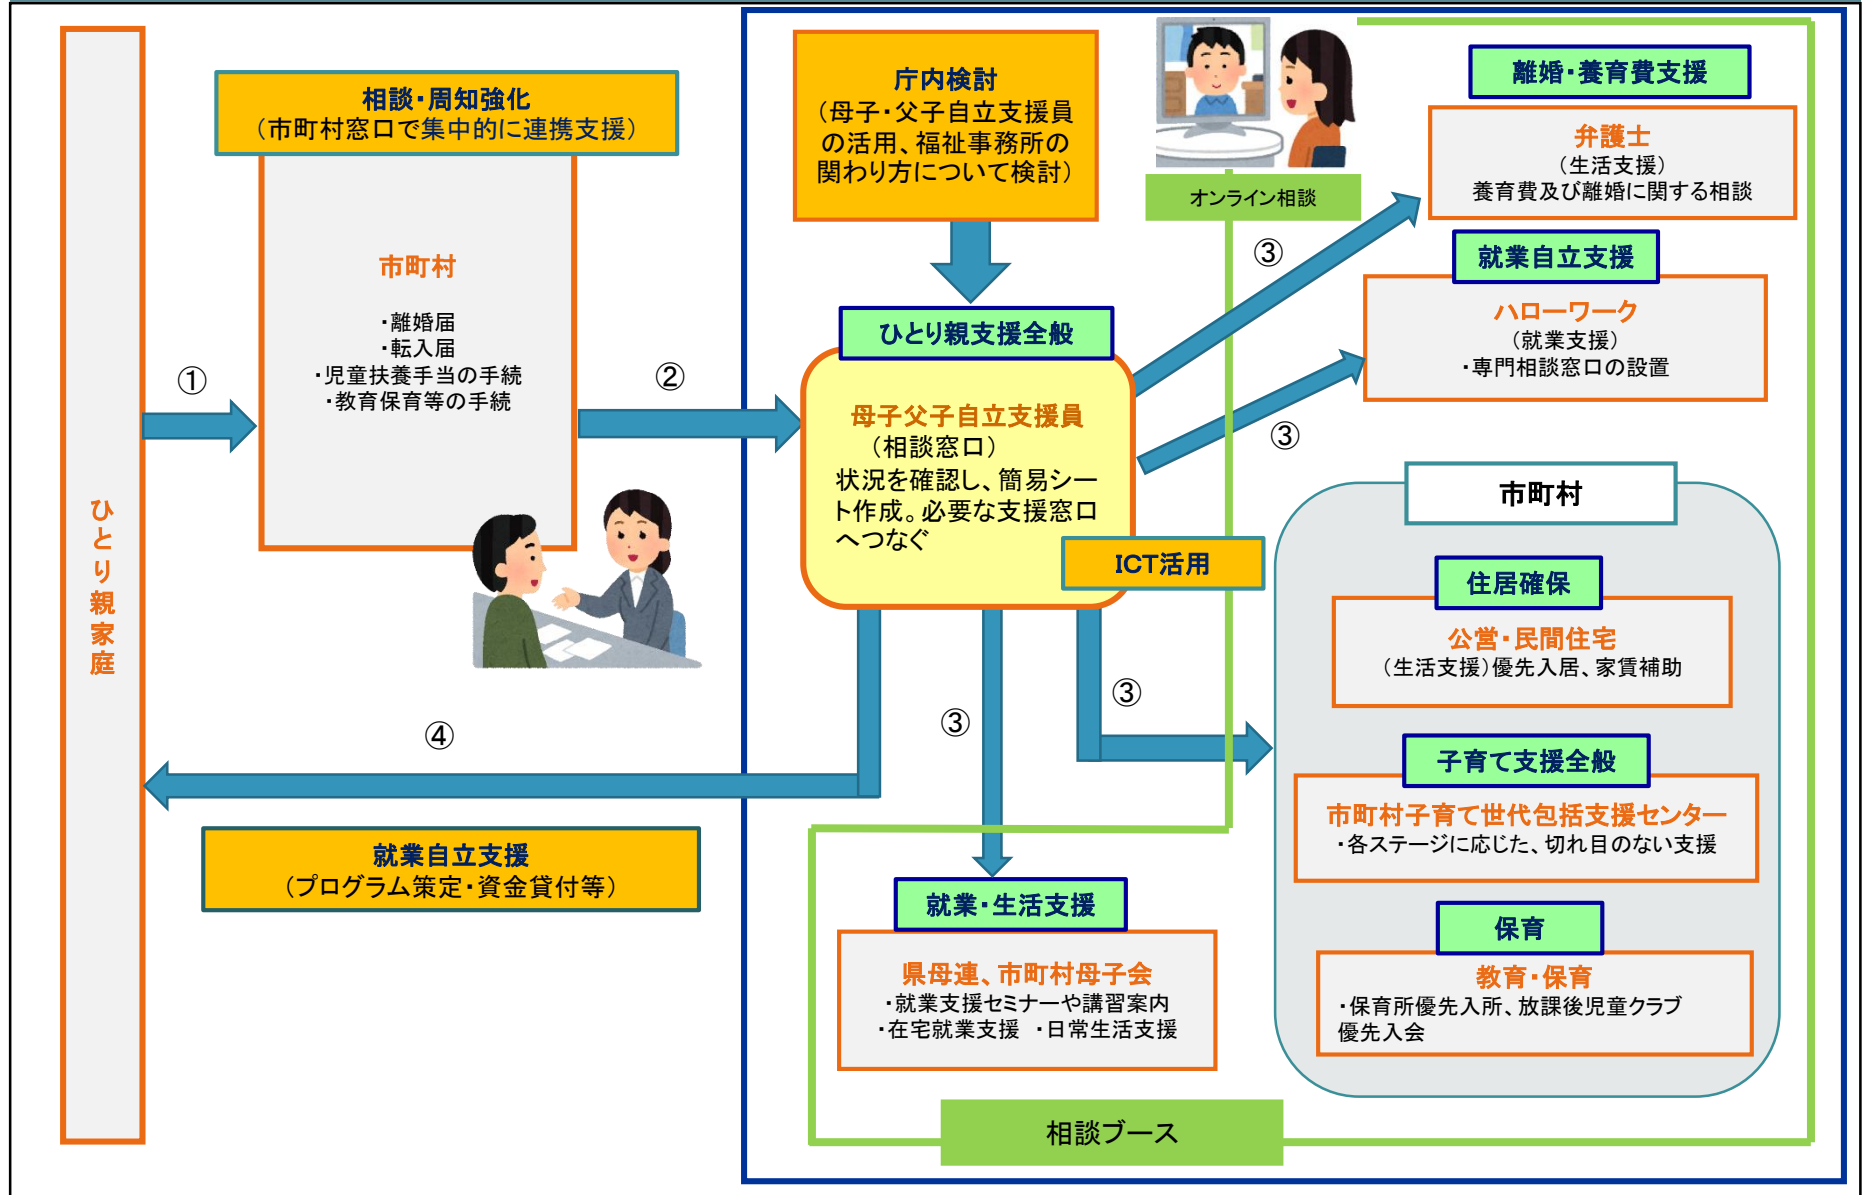 ひとり親家庭
①
相談・周知強化
（市町村窓口で集中的に連携支援）
市町村
・離婚届
・転入届
・児童扶養手当の手続
・教育保育等の手続
②
庁内検討
（母子・父子自立支援員
の活用、福祉事務所の
関わり方について検討）
ひとり親支援全般
母子父子自立支援員
（相談窓口）
状況を確認し、簡易シー
ト作成。必要な支援窓口
へつなぐ
ICT活用
オンライン相談
③
離婚・養育費支援
弁護士
（生活支援）
養育費及び離婚に関する相談
③
就業自立支援
ハローワーク
（就業支援）
・専門相談窓口の設置
③
市町村
住居確保
公営・民間住宅
（生活支援）優先入居、家賃補助
子育て支援全般
市町村子育て世代包括支援センター
・各ステージに応じた、切れ目のない支援
保育
教育・保育
・保育所優先入所、放課後児童クラブ
優先入会
③
就業・生活支援
県母連、市町村母子会
・就業支援セミナーや講習案内
・在宅就業支援　・日常生活支援
④
就業自立支援
（プログラム策定・資金貸付等）
相談ブース